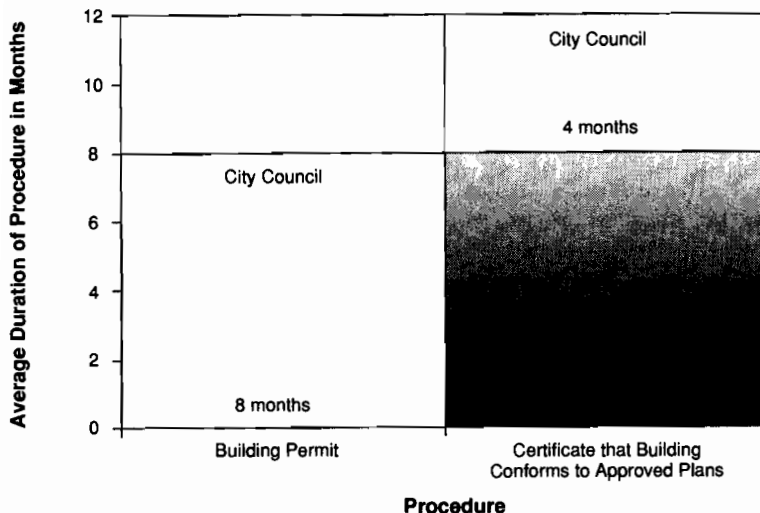 Average Duration of Procedure in Months
12
10
8
6
4
2
0
City Council
4 months
City Council
8 months
Building Permit
Certificate that Building
Conforms to Approved Plans
Procedure